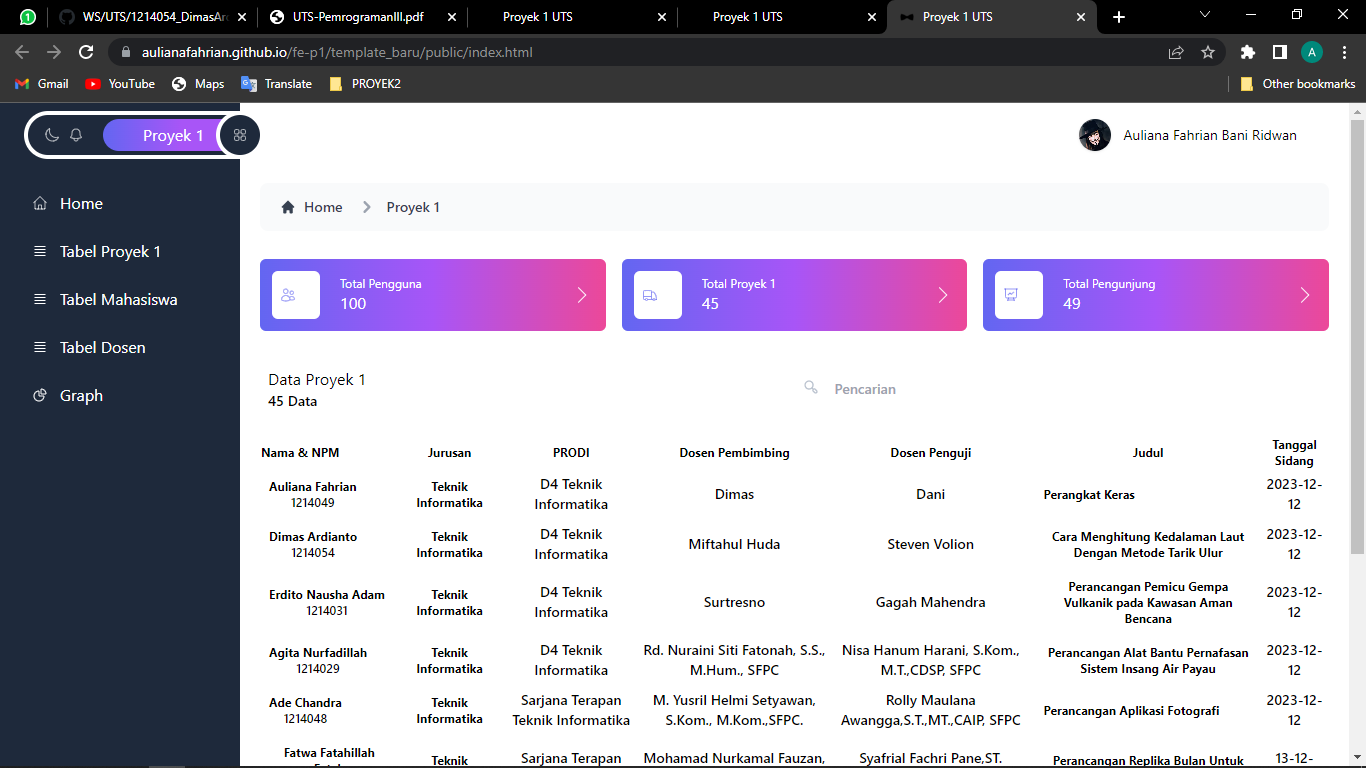 1
WS/UTS/1214054_DimasArd
UTS-PemrogramanIII.pdf
Proyek 1 UTS
Proyek 1 UTS
Proyek 1 UTS
aulianafahrian.github.io/fe-p1/template_baru/public/index.html
A
Gmail
YouTube
Maps
Translate
PROYEK2
Other bookmarks
Proyek 1
Auliana Fahrian Bani Ridwan
Home
Tabel Proyek 1
Tabel Mahasiswa
Tabel Dosen
Graph
Home
Proyek 1
Total Pengguna
100
Total Proyek 1
45
Total Pengunjung
49
Data Proyek 1
45 Data
Pencarian
Nama & NPM Jurusan PRODI Dosen Pembimbing Dosen Penguji Judul Tanggal
Sidang
Auliana Fahrian
1214049
Teknik
Informatika
D4 Teknik
Informatika
Dimas
Dani
Perangkat Keras
2023-12-
12
Dimas Ardianto
1214054
Teknik
Informatika
D4 Teknik
Informatika
Miftahul Huda
Steven Volion
Cara Menghitung Kedalaman Laut
Dengan Metode Tarik Ulur
2023-12-
12
Erdito Nausha Adam
1214031
Teknik
Informatika
D4 Teknik
Informatika
Surtresno
Gagah Mahendra
Perancangan Pemicu Gempa
Vulkanik pada Kawasan Aman
Bencana
2023-12-
12
Agita Nurfadillah
1214029
Teknik
Informatika
D4 Teknik
Informatika
Rd. Nuraini Siti Fatonah, S.S.,
M.Hum., SFPC
Nisa Hanum Harani, S.Kom.,
M.T.,CDSP, SFPC
Perancangan Alat Bantu Pernafasan
Sistem Insang Air Payau
2023-12-
12
Ade Chandra
1214048
Teknik
Informatika
Sarjana Terapan
Teknik Informatika
M. Yusril Helmi Setyawan,
S.Kom., M.Kom.,SFPC.
Rolly Maulana
Awangga,S.T.,MT.,CAIP, SFPC
Perancangan Aplikasi Fotografi
2023-12-
12
Fatwa Fatahillah
Teknik
Sarjana Terapan
Mohamad Nurkamal Fauzan,
Syafrial Fachri Pane,ST.
Perancangan Replika Bulan Untuk
13-12-